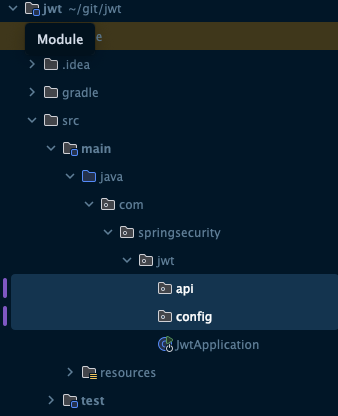 jwt ~/git/jwt
Module
.idea
gradle
src
main
java
com
springsecurity
jwt
api
config
JwtApplication
resources
test